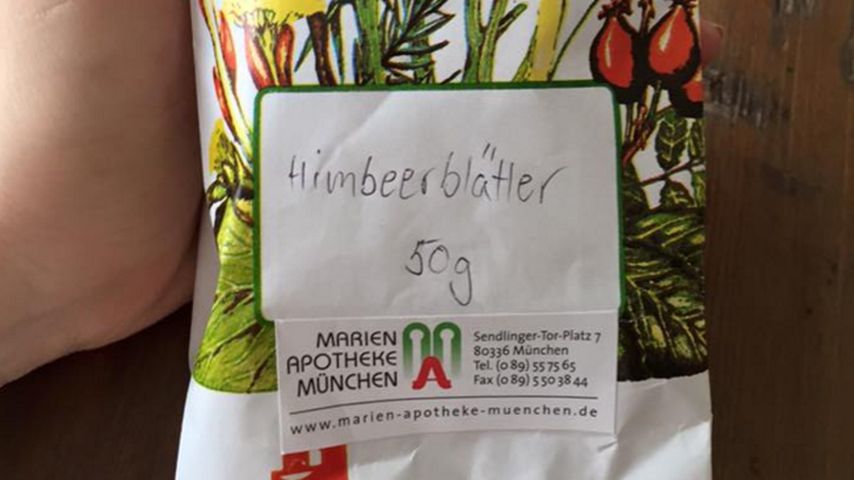 Himbeerblätter
50g
MARIEN
APOTHEKE
MÜNCHEN
Sendlinger-Tor-Platz 7
80336 München
Tel. (0 89) 55 75 65
Fax (0 89) 5 50 38 44
www.marien-apotheke-muenchen.de